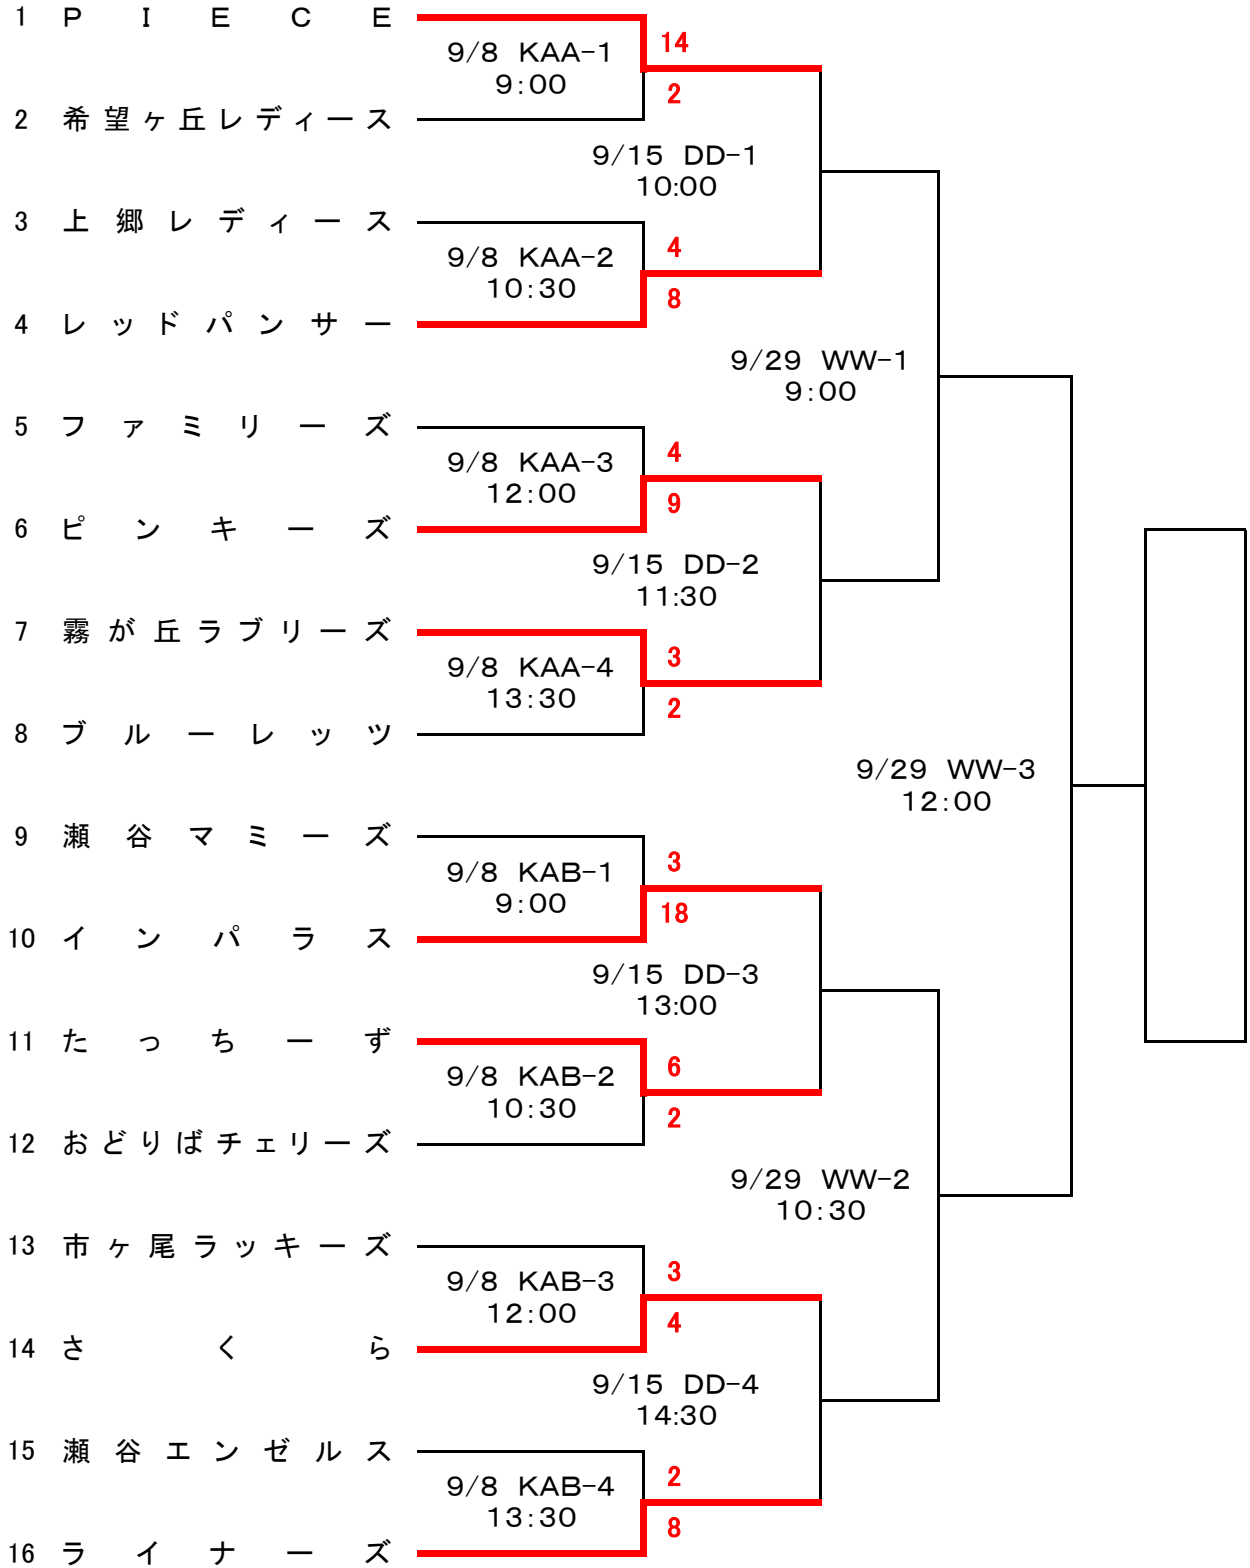 1 ＰＩＥＣＥ
14
9/8 KAA-1
9:00
2
2 希望ヶ丘レディース
9/15 DD-1
10:00
3 上郷レディース
4
9/8 KAA-2
10:30
8
4 レッドパンサー
9/29 WW-1
9:00
5 ファミリーズ
4
9/8 KAA-3
12:00
9
6 ピンキーズ
9/15 DD-2
11:30
7 霧が丘ラブリーズ
3
9/8 KAA-4
13:30
2
8 ブルーレッツ
9/29 WW-3
12:00
9 瀬谷マミーズ
3
9/8 KAB-1
9:00
18
10 インパラス
9/15 DD-3
13:00
11 たっちーず
6
9/8 KAB-2
10:30
2
12 おどりばチェリーズ
9/29 WW-2
10:30
13 市ヶ尾ラッキーズ
3
9/8 KAB-3
12:00
4
14 さくら
9/15 DD-4
14:30
15 瀬谷エンゼルス
2
9/8 KAB-4
13:30
8
16 ライナーズ